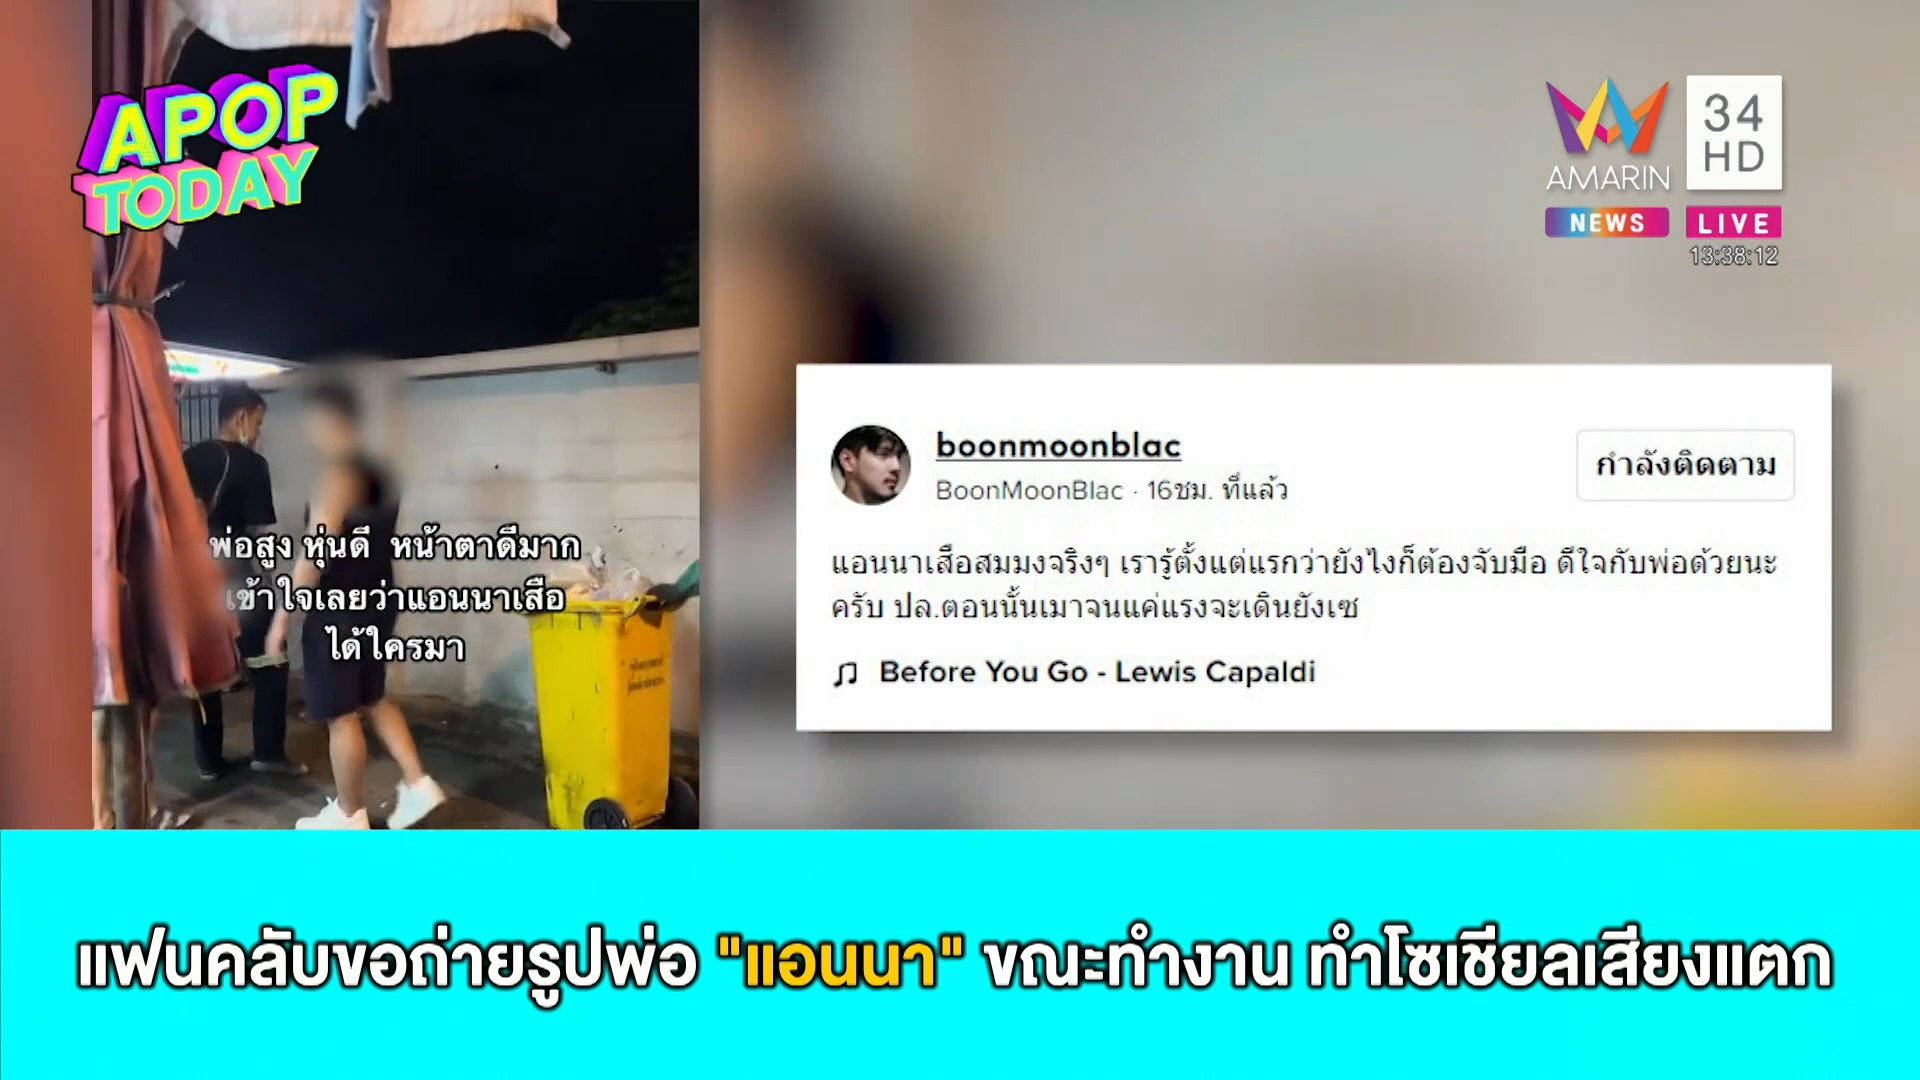 APOP
TODAY
AMARIN
34
HD
NEWS
LIVE
13:38:12
พ่อสูง หุ่นดี หน้าตาดีมาก
เข้าใจเลยว่าแอนนาเสือ
ได้ใครมา
boonmoonblac
BoonMoonBlac · 16ชม. ที่แล้ว
กำลังติดตาม
แอนนาเสือสมมงจริงๆ เรารู้ตั้งแต่แรกว่ายังไงก็ต้องจับมือ ดีใจกับพ่อด้วยนะ
ครับ ปล.ตอนนั้นเมาจนแค่แรงจะเดินยังเซ
Before You Go - Lewis Capaldi
แฟนคลับขอถ่ายรูปพ่อ "แอนนา" ขณะทำงาน ทำโซเชียลเสียงแตก